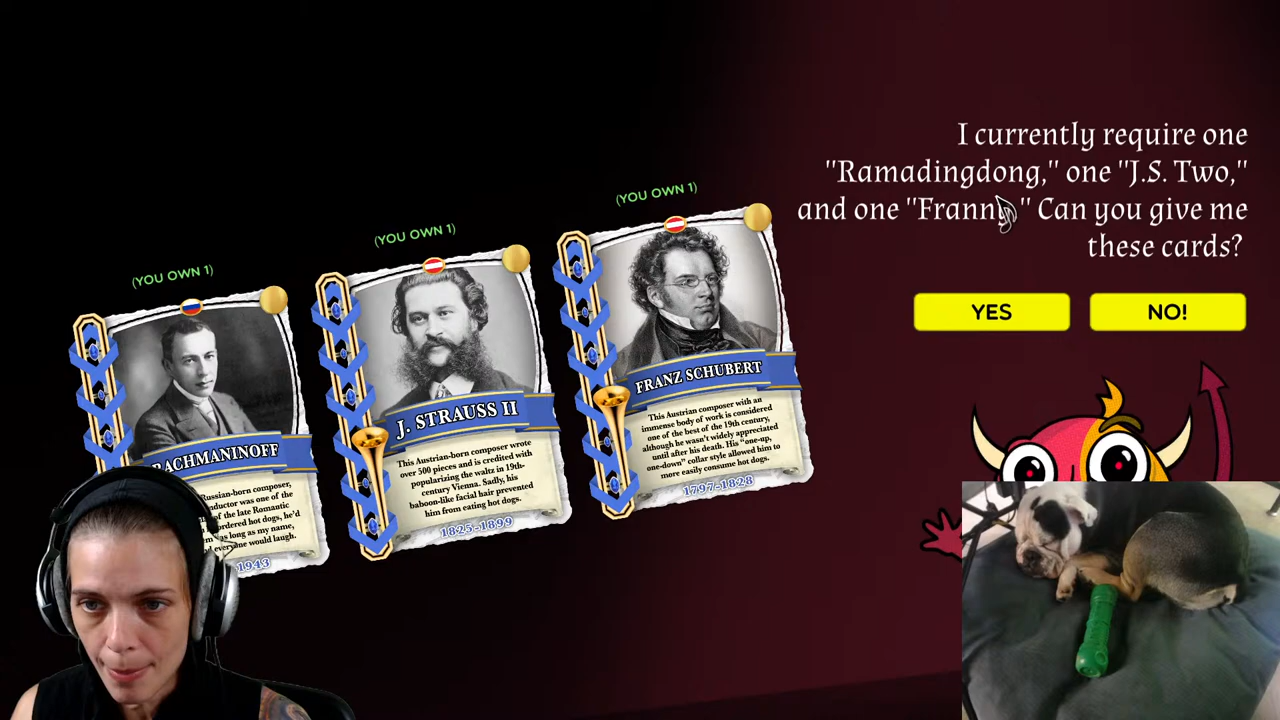 I currently require one
"Ramadingdong," one "J.S. Two,"
and one "Franny" Can you give me
these cards?
YES
NO!
(YOU OWN 1)
(YOU OWN 1)
(YOU OWN 1)
RACHMANINOFF
Russian-born composer,
nductor was one of the
of the late Romantic
ordered hot dogs, he'd
as long as my name,
everyone would laugh.
1943
J. STRAUSS II
This Austrian-born composer wrote
over 500 pieces and is credited with
popularizing the waltz in 19th-
century Vienna. Sadly, his
baboon-like facial hair prevented
him from eating hot dogs.
1825-1899
FRANZ SCHUBERT
This Austrian composer with an
immense body of work is considered
one of the best of the 19th century,
although he wasn't widely appreciated
until after his death. His "one-up,
one-down" collar style allowed him to
more easily consume hot dogs.
1797-1828